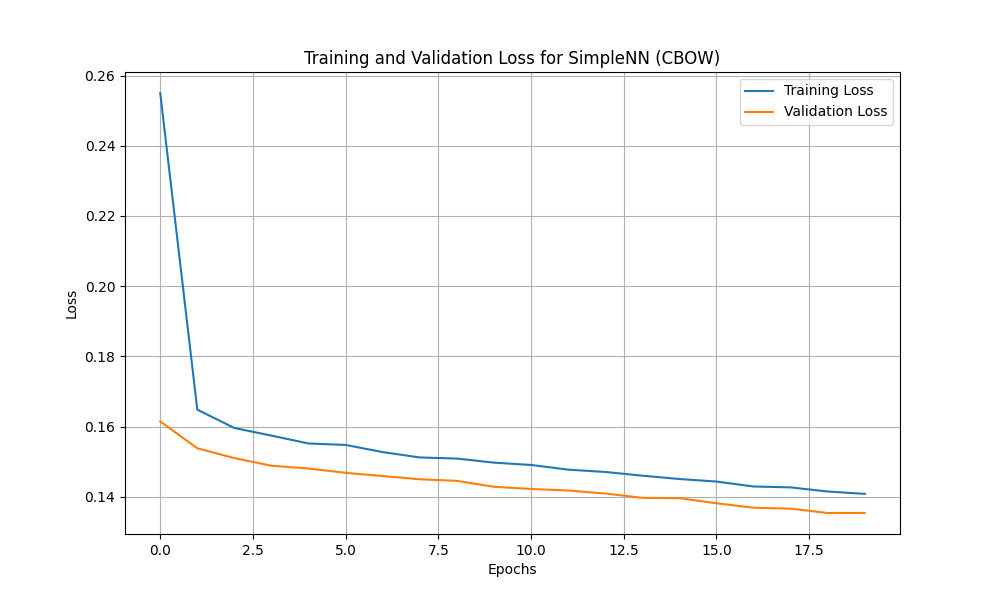 Training and Validation Loss for SimpleNN (CBOW)
Training Loss
Validation Loss
Loss
0.26
0.24
0.22
0.20
0.18
0.16
0.14
0.0 2.5 5.0 7.5 10.0 12.5 15.0 17.5
Epochs